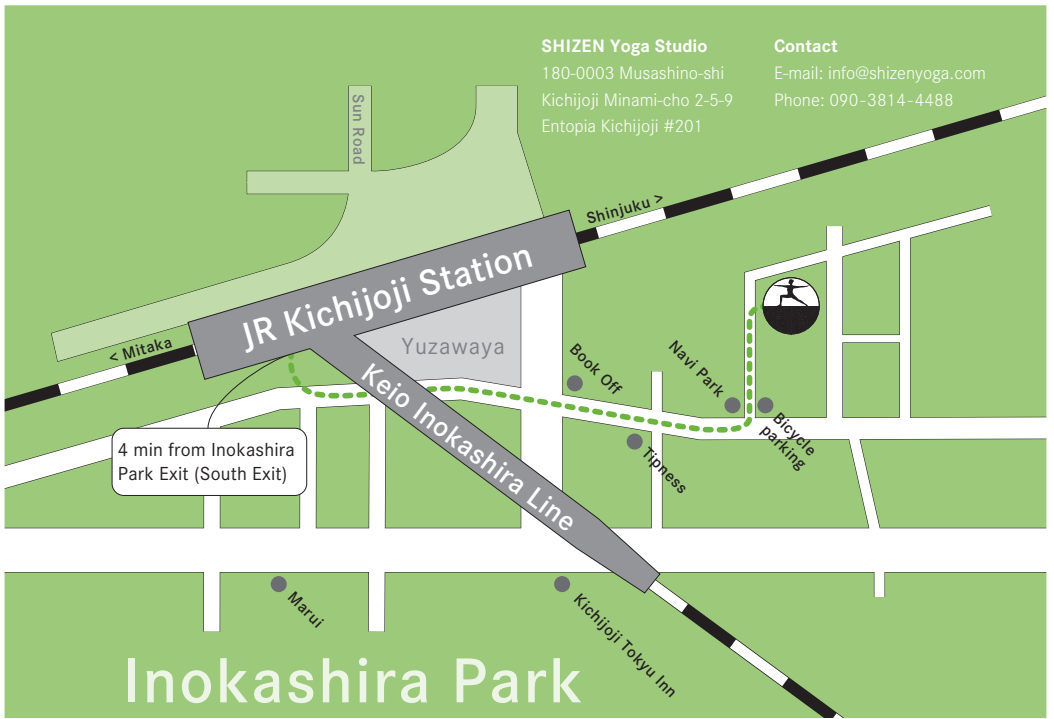 SHIZEN Yoga Studio
180-0003 Musashino-shi
Kichijoji Minami-cho 2-5-9
Entopia Kichijoji #201
Contact
E-mail: info@shizenyoga.com
Phone: 090-3814-4488
Sun Road
Shinjuku >
JR Kichijoji Station
< Mitaka
Yuzawaya
Keio Inokashira Line
Book Off
Navi Park
Bicycle
parking
Tipness
4 min from Inokashira
Park Exit (South Exit)
Marui
Kichijoji Tokyu Inn
Inokashira Park